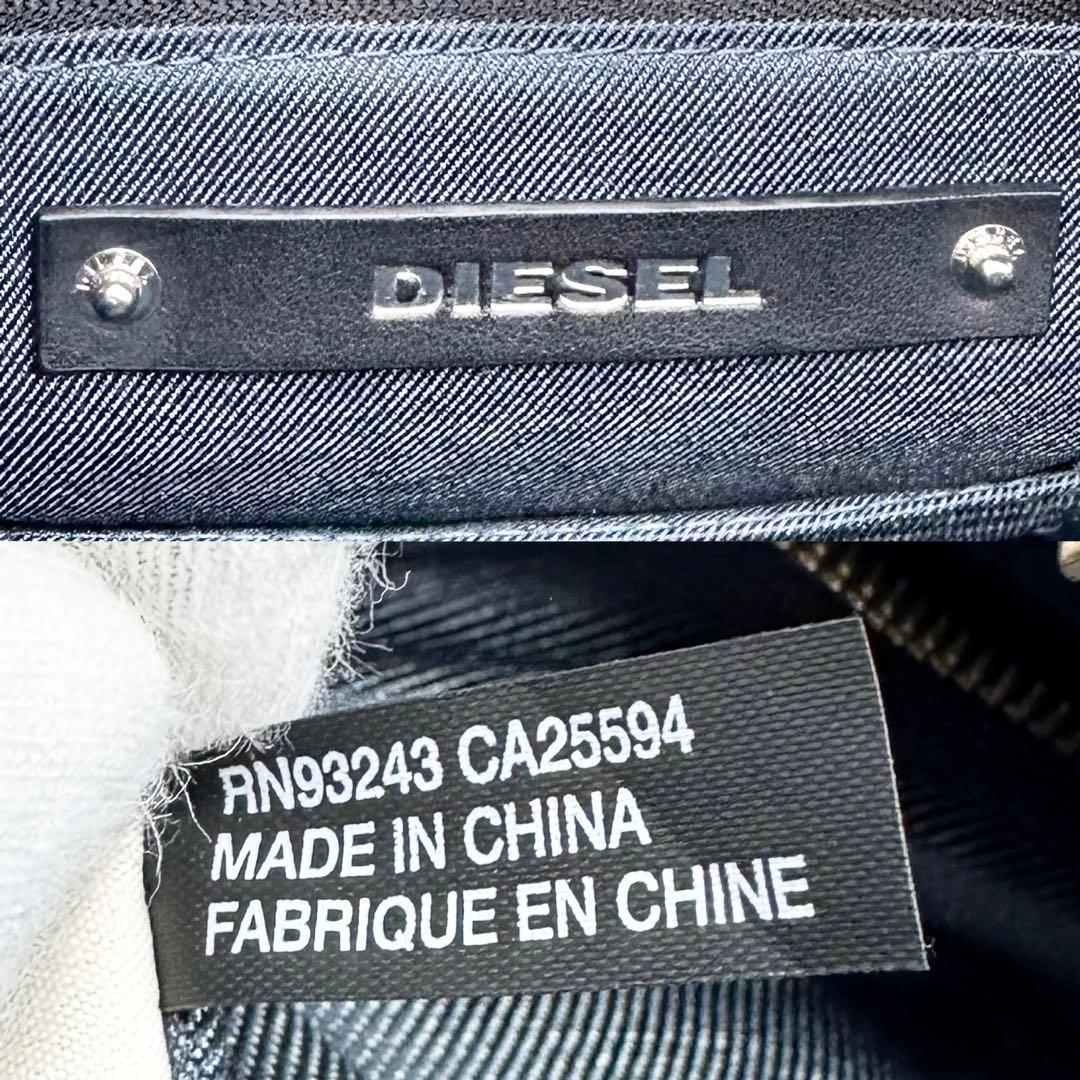 DIESEL
RN93243 CA25594
MADE IN CHINA
FABRIQUE EN CHINE